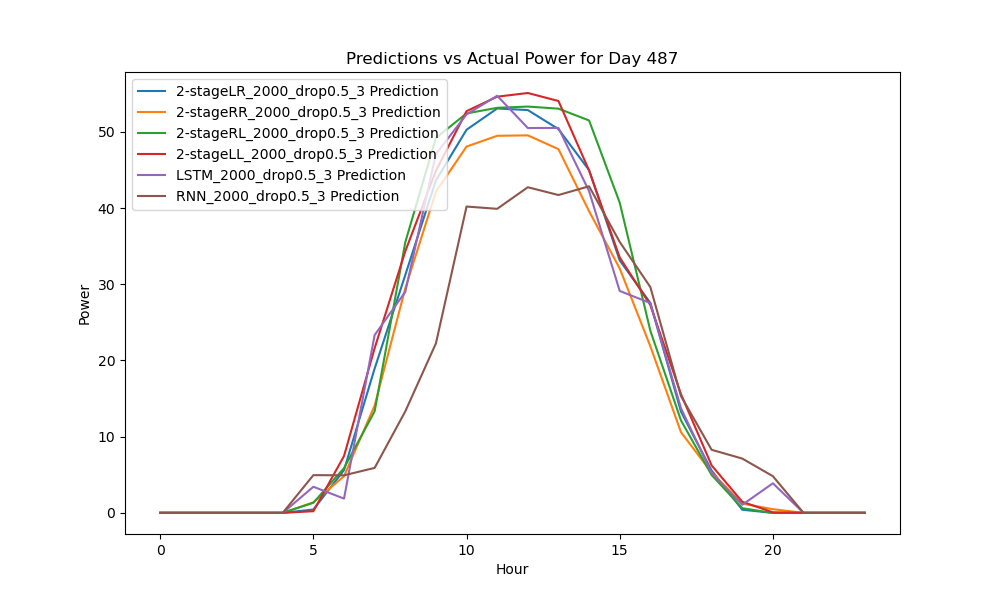 Predictions vs Actual Power for Day 487
2-stageLR_2000_drop0.5_3 Prediction
2-stageRR_2000_drop0.5_3 Prediction
2-stageRL_2000_drop0.5_3 Prediction
2-stageLL_2000_drop0.5_3 Prediction
LSTM_2000_drop0.5_3 Prediction
RNN_2000_drop0.5_3 Prediction
Power
50
40
30
20
10
0
0 5 10 15 20
Hour